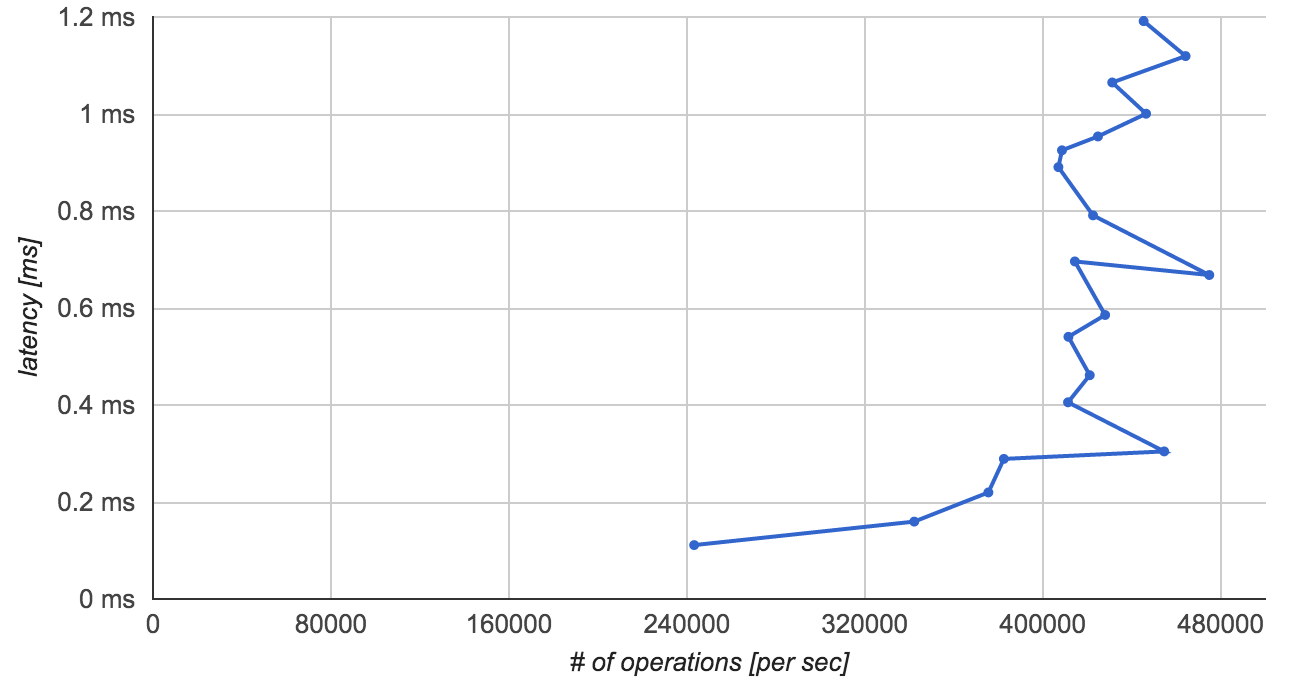 1.2 ms
1 ms
0.8 ms
0.6 ms
0.4 ms
0.2 ms
0 ms
latency [ms]
0 80000 160000 240000 320000 400000 480000
# of operations [per sec]